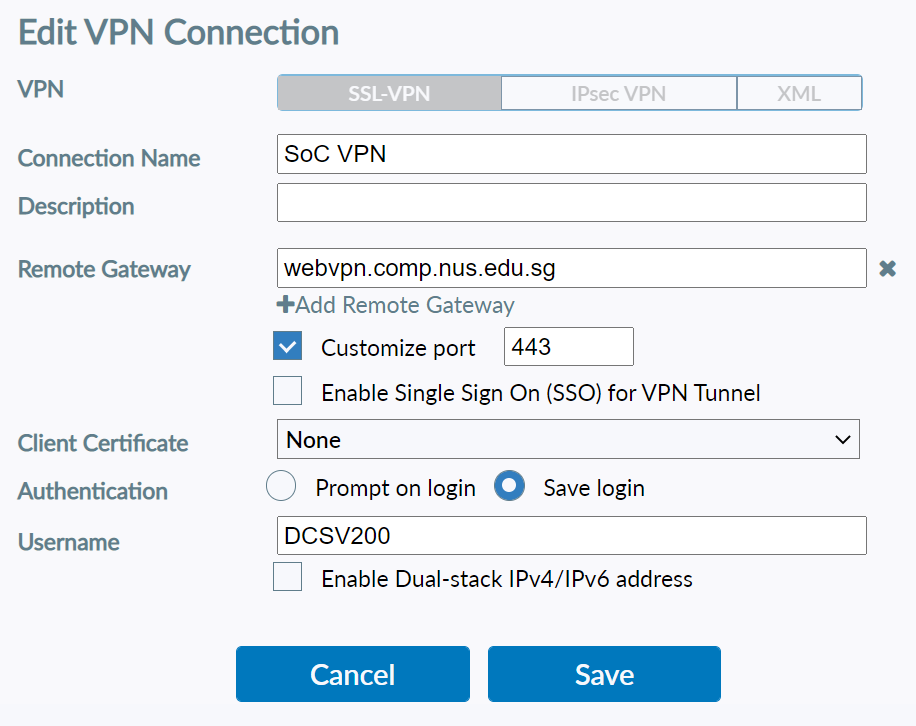 Edit VPN Connection
VPN SSL-VPN IPsec VPN XML
Connection Name SoC VPN
Description
Remote Gateway webvpn.comp.nus.edu.sg
Add Remote Gateway
Customize port 443
Enable Single Sign On (SSO) for VPN Tunnel
Client Certificate None
Authentication Prompt on login Save login
Username DCSV200
Enable Dual-stack IPv4/IPv6 address
Cancel Save